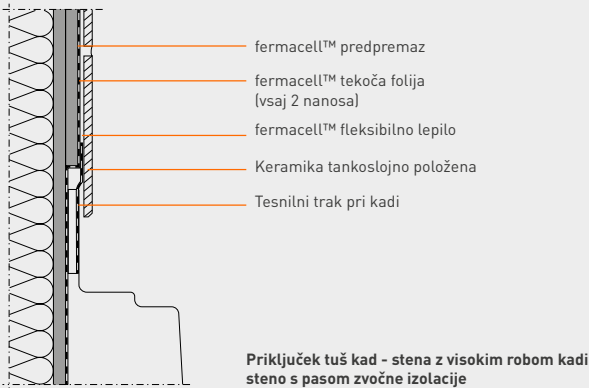 fermacell™ predpremaz
fermacell™ tekoča folija
(vsaj 2 nanosa)
fermacell™ fleksibilno lepilo
Keramika tankoslojno položena
Tesnilni trak pri kadi
Priključek tuš kad - stena z visokim robom kadi
steno s pasom zvočne izolacije